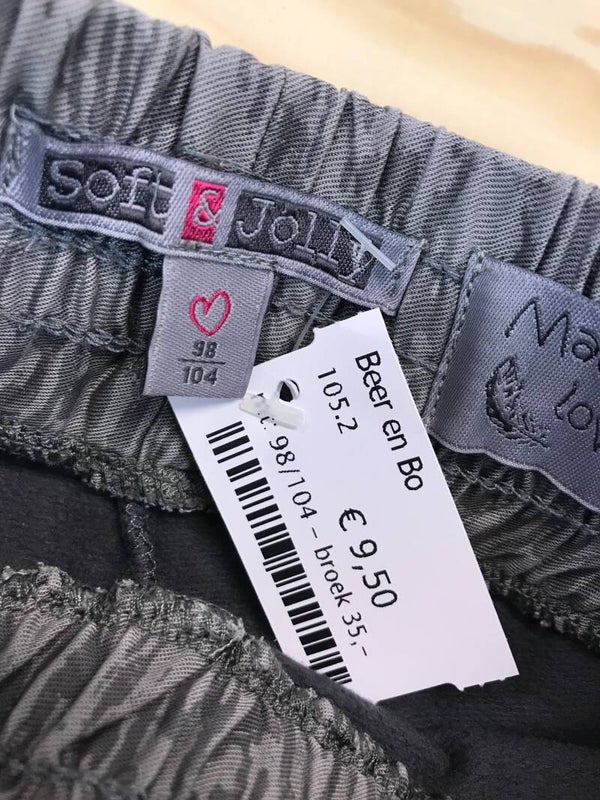 Soft & Jolly
98
104
Beer en Bo
105.2
€ 9,50
98/104 - broek 35,-